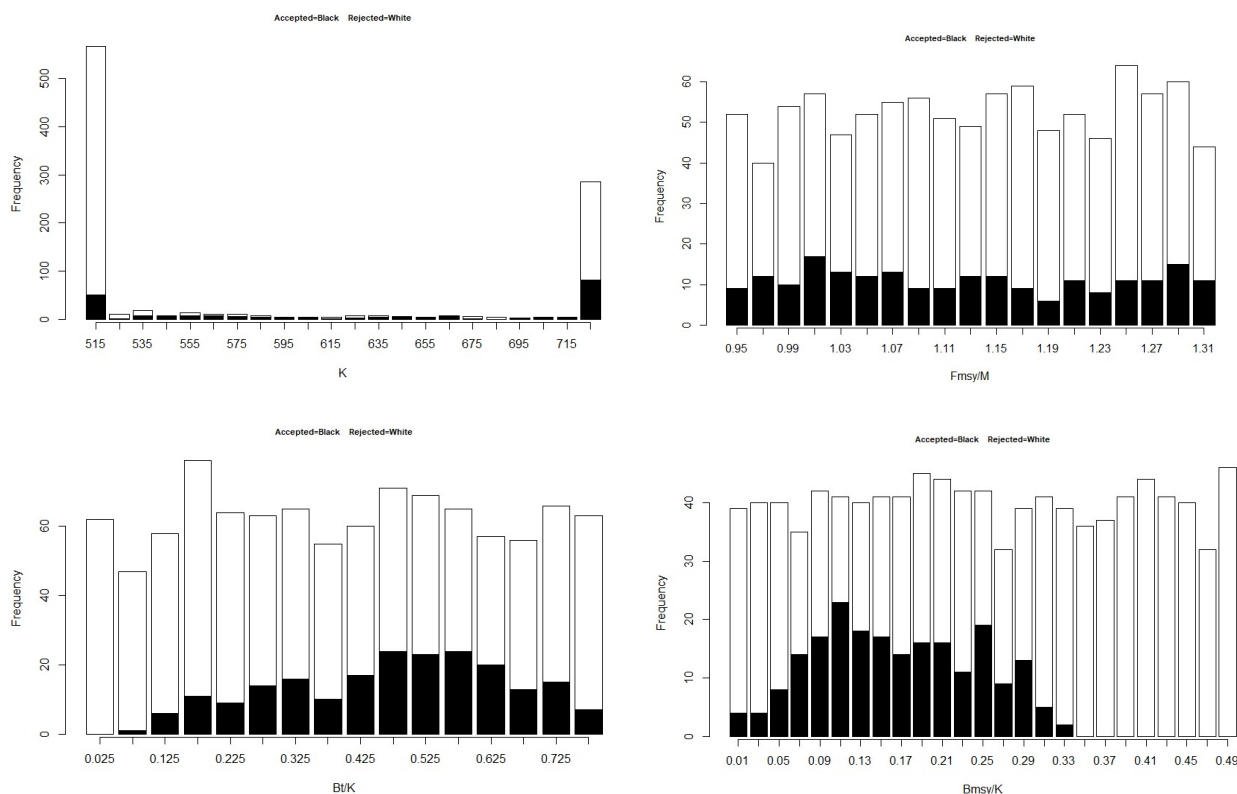 Accepted=Black Rejected=White
500
400
300
200
100
0
Frequency
515 535 555 575 595 615 635 655 675 695 715
K
Accepted=Black Rejected=White
60
50
40
30
20
10
0
Frequency
0.95 0.99 1.03 1.07 1.11 1.15 1.19 1.23 1.27 1.31
Fmsy/M
Accepted=Black Rejected=White
60
40
20
0
Frequency
0.025 0.125 0.225 0.325 0.425 0.525 0.625 0.725
Bt/K
Accepted=Black Rejected=White
40
30
20
10
0
Frequency
0.01 0.05 0.09 0.13 0.17 0.21 0.25 0.29 0.33 0.37 0.41 0.45 0.49
Bmsy/K